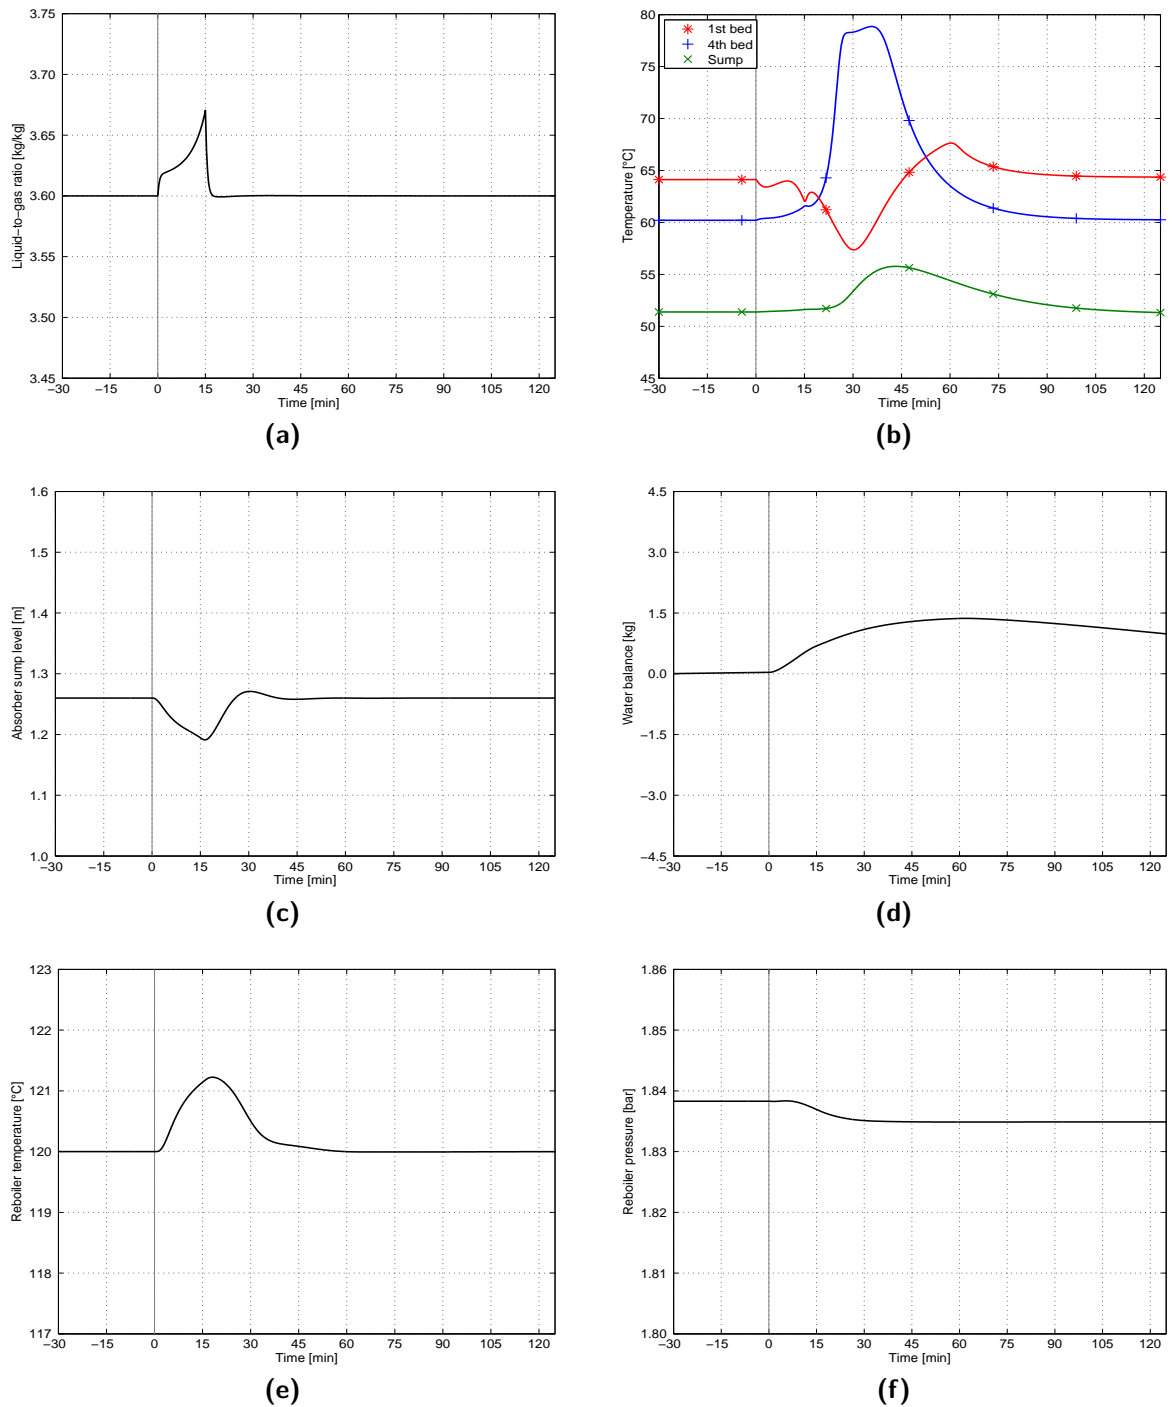 3.75
3.70
3.65
3.60
3.55
3.50
3.45
Liquid−to−gas ratio [kg/kg]
−30 −15 0 15 30 45 60 75 90 105 120
Time [min]
(a)
80
75
70
65
60
55
50
45
Temperature [°C]
1st bed
4th bed
Sump
−30 −15 0 15 30 45 60 75 90 105 120
Time [min]
(b)
1.6
1.5
1.4
1.3
1.2
1.1
1.0
Absorber sump level [m]
−30 −15 0 15 30 45 60 75 90 105 120
Time [min]
(c)
4.5
3.0
1.5
0.0
−1.5
−3.0
−4.5
Water balance [kg]
−30 −15 0 15 30 45 60 75 90 105 120
Time [min]
(d)
123
122
121
120
119
118
117
Reboiler temperature [°C]
−30 −15 0 15 30 45 60 75 90 105 120
Time [min]
(e)
1.86
1.85
1.84
1.83
1.82
1.81
1.80
Reboiler pressure [bar]
−30 −15 0 15 30 45 60 75 90 105 120
Time [min]
(f)